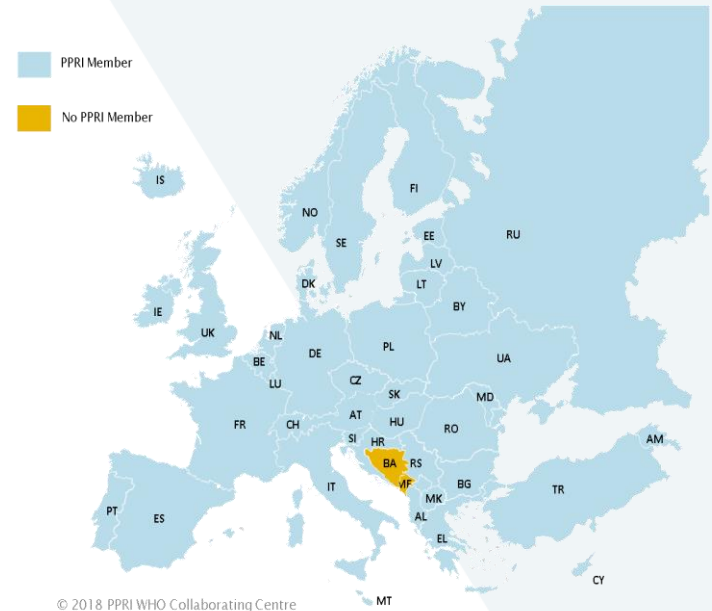 PPRI Member
No PPRI Member
IS
FI
NO
SE
EE
RU
LV
DK
LT
IE
BY
UK
NL
DE
PL
BE
UA
LU
CZ
SK
MD
AT
FR
CH
HU
RO
SI
HR
BA
RS
IT
BG
TR
AM
MK
PT
ES
AL
EL
CY
MT
© 2018 PPRI WHO Collaborating Centre